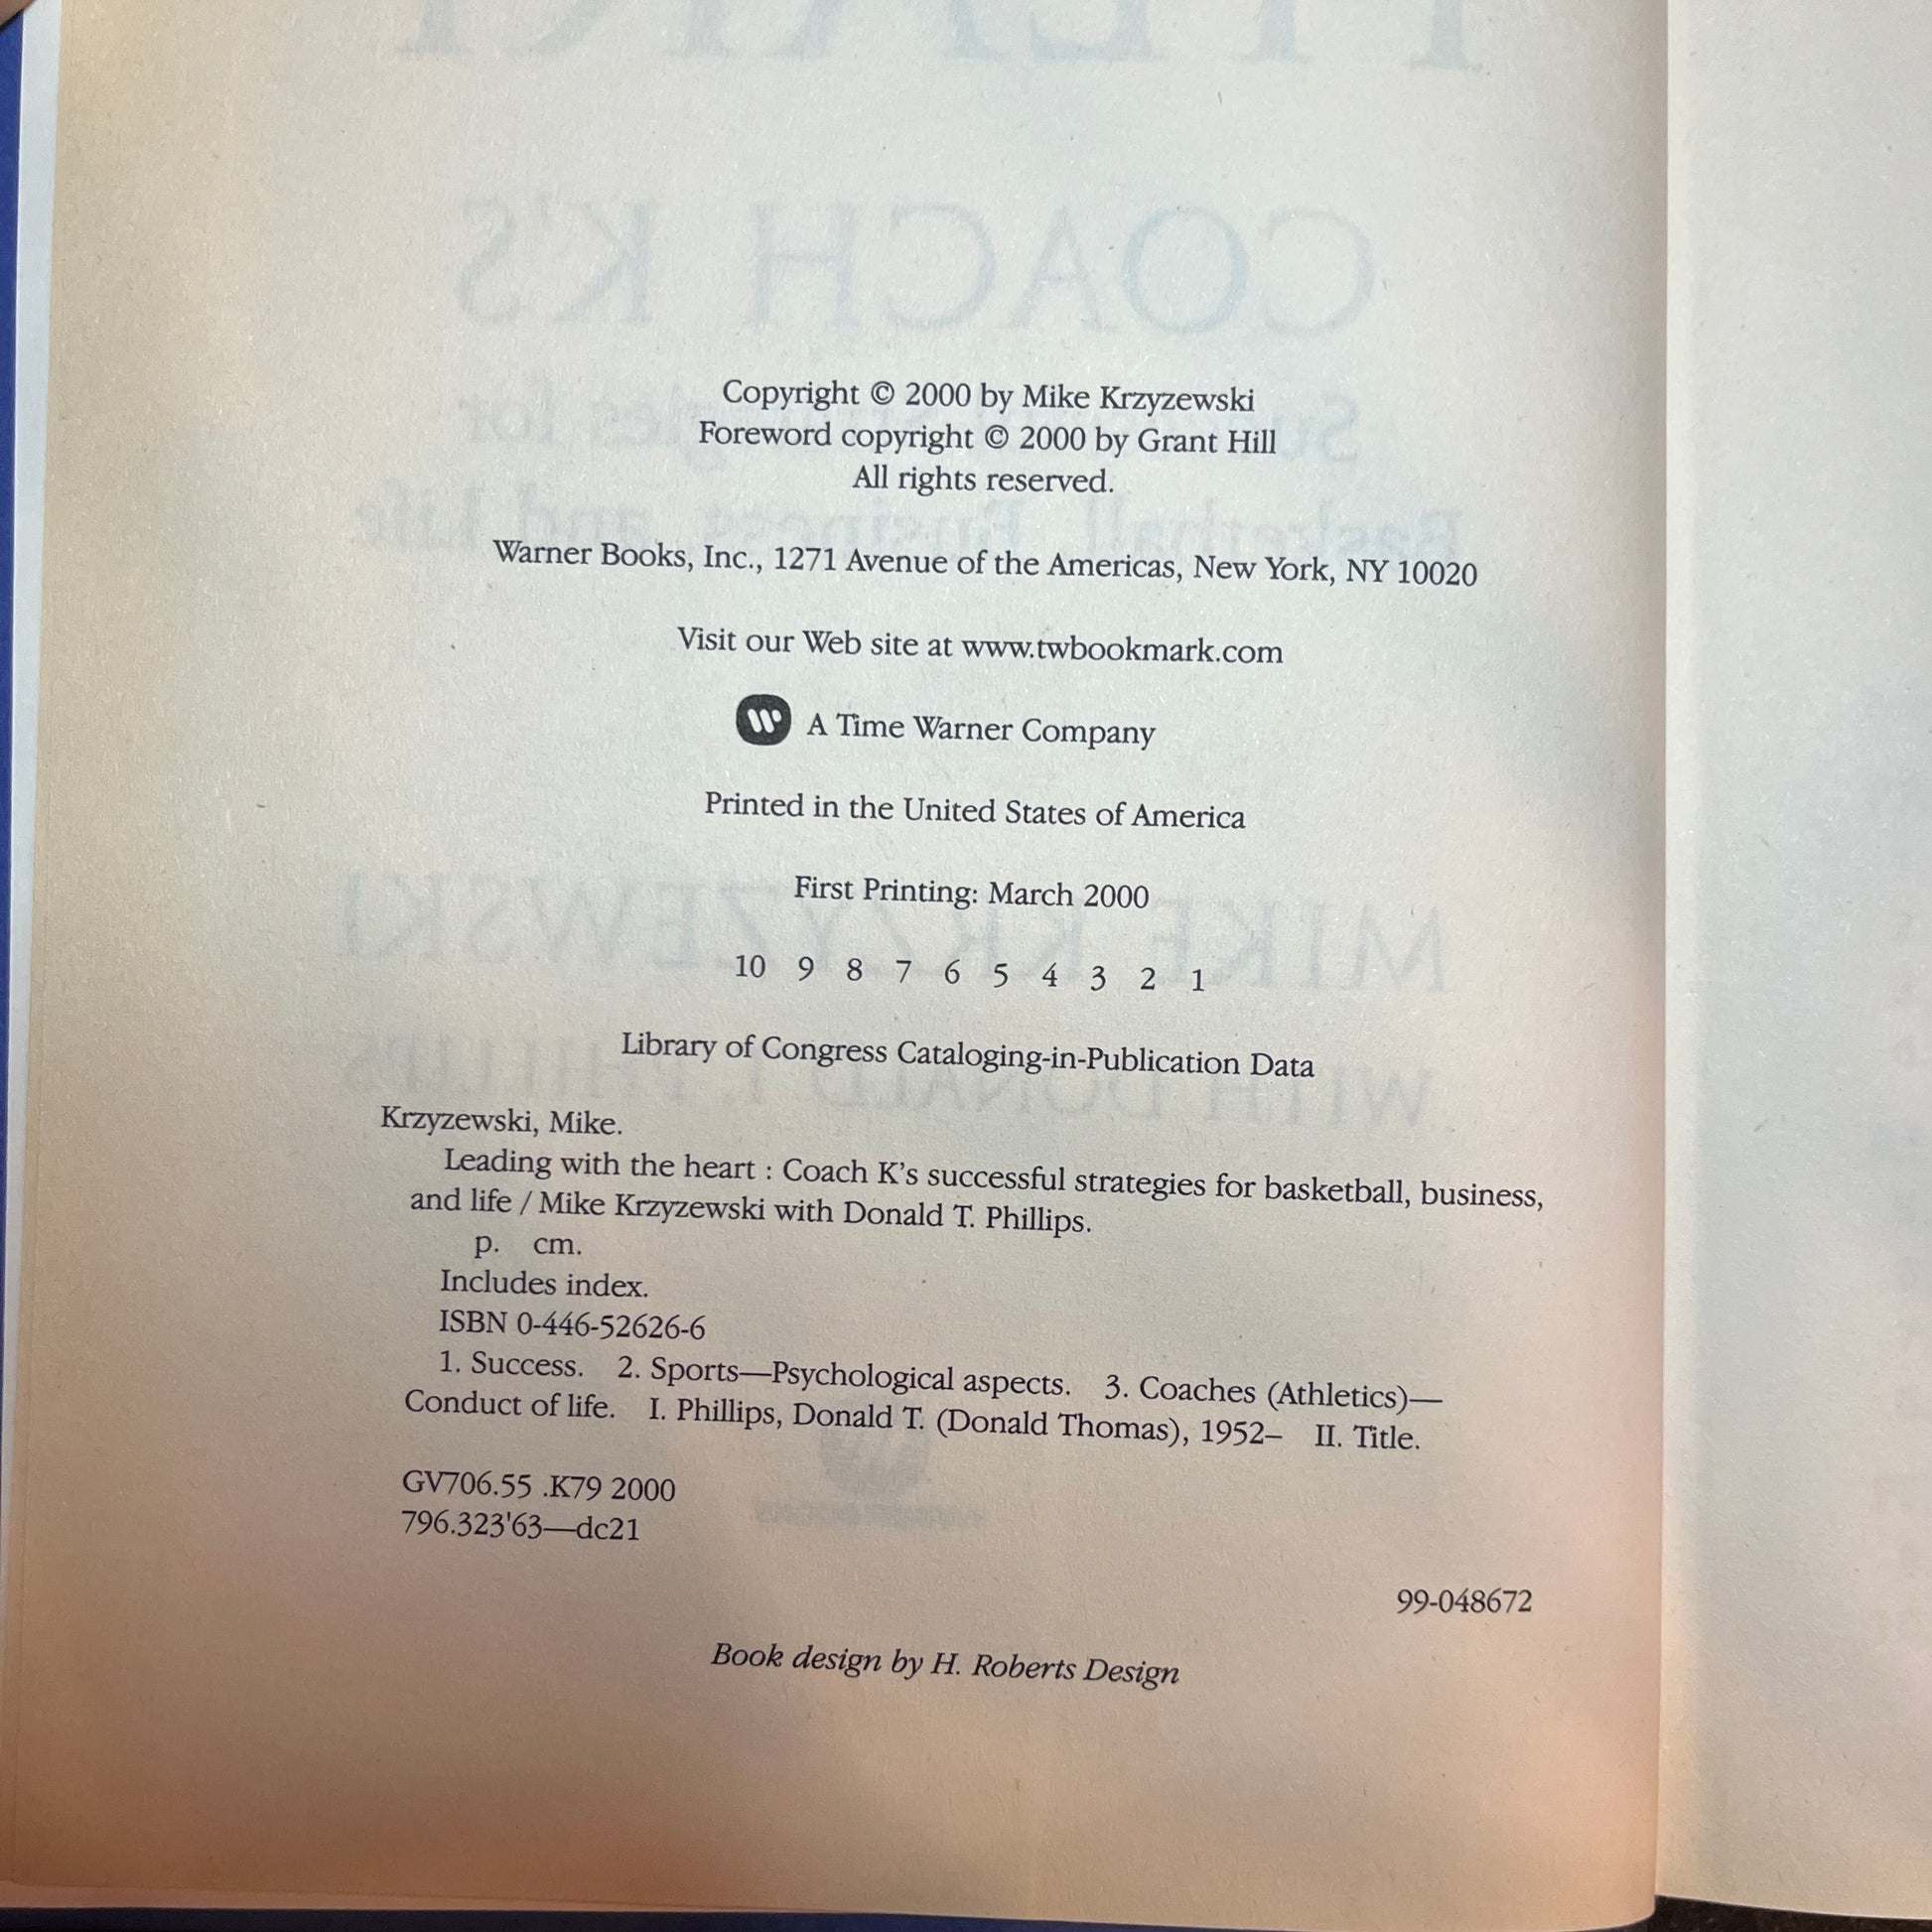 Copyright © 2000 by Mike Krzyzewski
Foreword copyright © 2000 by Grant Hill
All rights reserved.
Warner Books, Inc., 1271 Avenue of the Americas, New York, NY 10020
Visit our Web site at www.twbookmark.com
A Time Warner Company
Printed in the United States of America
First Printing: March 2000
10 9 8 7 6 5 4 3 2 1
Library of Congress Cataloging-in-Publication Data
Krzyzewski, Mike.
Leading with the heart : Coach K's successful strategies for basketball, business,
and life / Mike Krzyzewski with Donald T. Phillips.
p. cm.
Includes index.
ISBN 0-446-52626-6
1. Success. 2. Sports—Psychological aspects. 3. Coaches (Athletics)—
Conduct of life. I. Phillips, Donald T. (Donald Thomas), 1952– II. Title.
GV706.55 .K79 2000
796.323'63—dc21
99-048672
Book design by H. Roberts Design